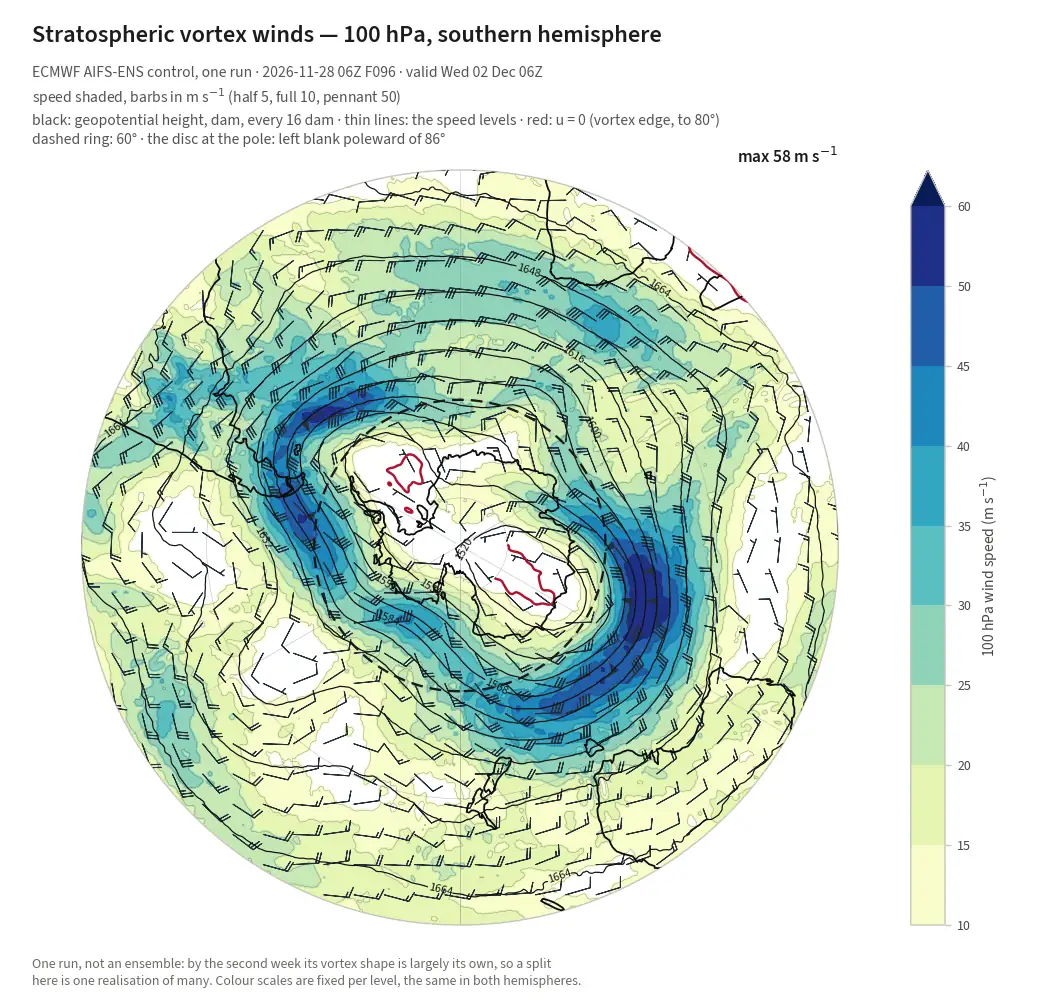 Stratospheric vortex winds — 100 hPa, southern hemisphere
ECMWF AIFS-ENS control, one run · 2026-11-28 06Z F096 · valid Wed 02 Dec 06Z
speed shaded, barbs in m s⁻¹ (half 5, full 10, pennant 50)
black: geopotential height, dam, every 16 dam · thin lines: the speed levels · red: u = 0 (vortex edge, to 80°)
dashed ring: 60° · the disc at the pole: left blank poleward of 86°
max 58 m s⁻¹
60
50
45
40
35
30
25
20
15
10
100 hPa wind speed (m s⁻¹)
1648
1664
1616
1600
1520
1568
1664
1664
One run, not an ensemble: by the second week its vortex shape is largely its own, so a split
here is one realisation of many. Colour scales are fixed per level, the same in both hemispheres.